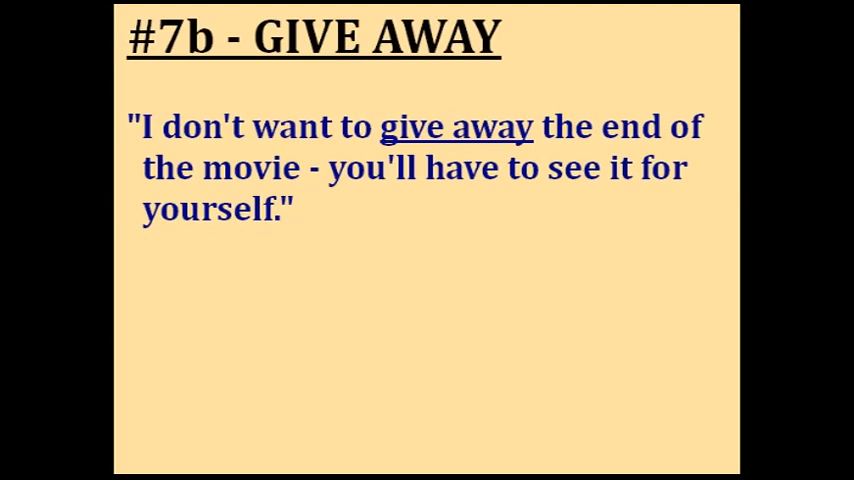 #7b - GIVE AWAY
"I don't want to give away the end of
the movie - you'll have to see it for
yourself."